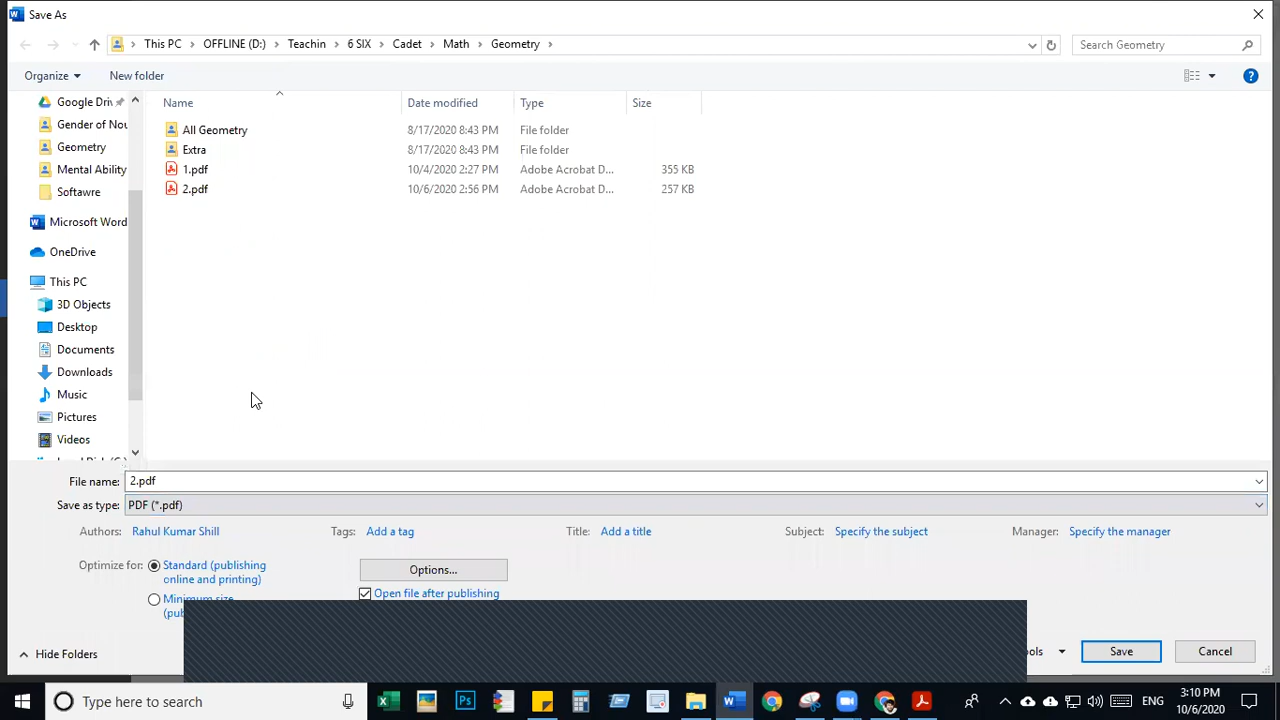 Save As
This PC OFFLINE (D:) Teachin 6 SIX Cadet Math Geometry
Search Geometry
Organize New folder
Name Date modified Type Size
Google Driv
Gender of Nou
Geometry
Mental Ability
Softawre
Microsoft Word
OneDrive
This PC
3D Objects
Desktop
Documents
Downloads
Music
Pictures
Videos
All Geometry 8/17/2020 8:43 PM File folder
Extra 8/17/2020 8:43 PM File folder
1.pdf 10/4/2020 2:27 PM Adobe Acrobat D... 355 KB
2.pdf 10/6/2020 2:56 PM Adobe Acrobat D... 257 KB
File name: 2.pdf
Save as type: PDF (*.pdf)
Authors: Rahul Kumar Shill Tags: Add a tag Title: Add a title Subject: Specify the subject Manager: Specify the manager
Optimize for: Standard (publishing
online and printing)
Minimum size
Options...
Open file after publishing
Hide Folders
Save Cancel
Type here to search
Ps
ENG
3:10 PM
10/6/2020